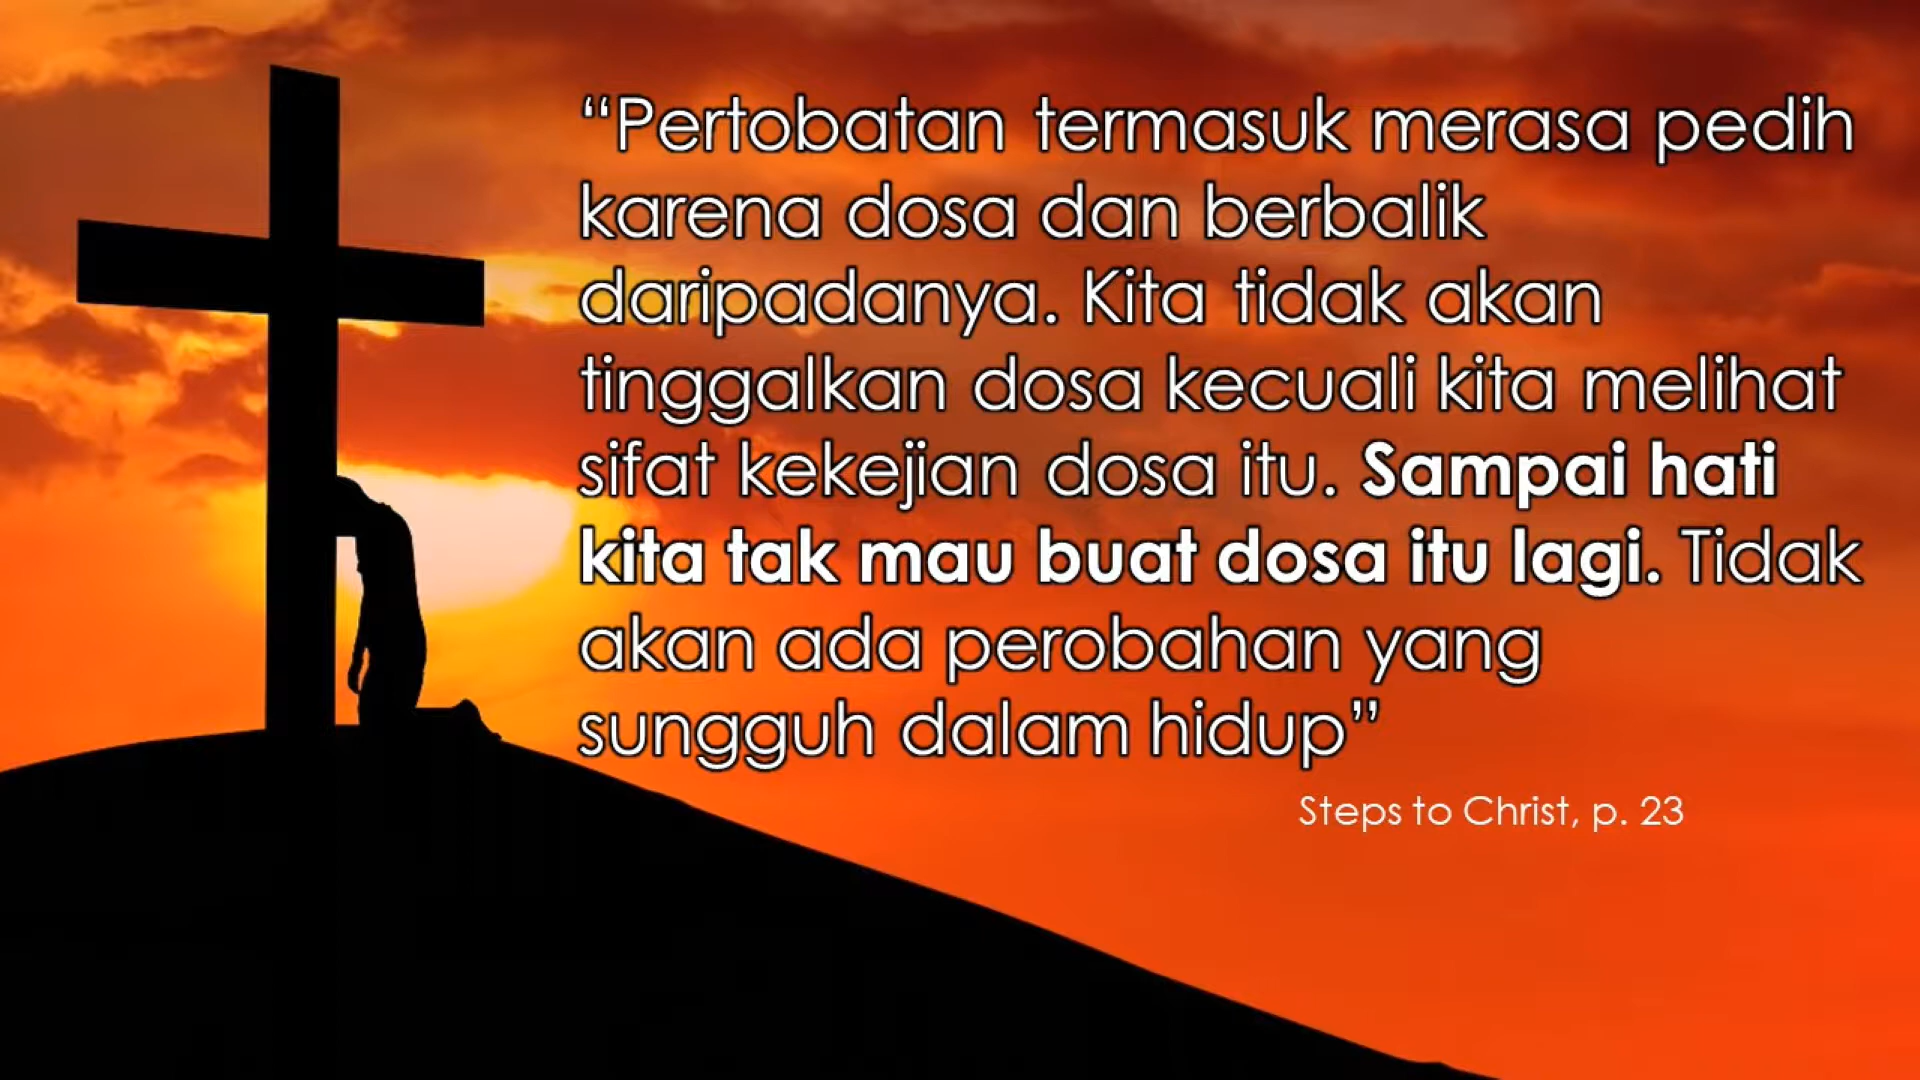 “Pertobatan termasuk merasa pedih
karena dosa dan berbalik
daripadanya. Kita tidak akan
tinggalkan dosa kecuali kita melihat
sifat kekejian dosa itu. Sampai hati
kita tak mau buat dosa itu lagi. Tidak
akan ada perobahan yang
sungguh dalam hidup”
Steps to Christ, p. 23